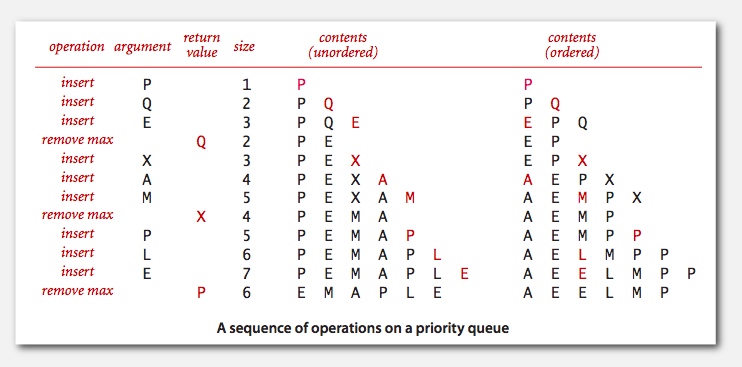 operation argument return value size contents (unordered) contents (ordered)
insert P 1 P P
insert Q 2 P Q P Q
insert E 3 P Q E E P Q
remove max Q 2 P E E P
insert X 3 P E X E P X
insert A 4 P E X A A E P X
insert M 5 P E X A M A E M P X
remove max X 4 P E M A A E M P
insert P 5 P E M A P A E M P P
insert L 6 P E M A P L A E L M P P
insert E 7 P E M A P L E A E E L M P P
remove max P 6 E M A P L E A E E L M P
A sequence of operations on a priority queue